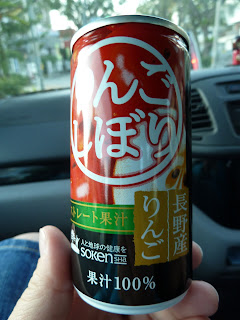 りんご
しぼり
長野産
りんご
ストレート果汁
人と地球の健康を
SOKEN SHA
果汁100%